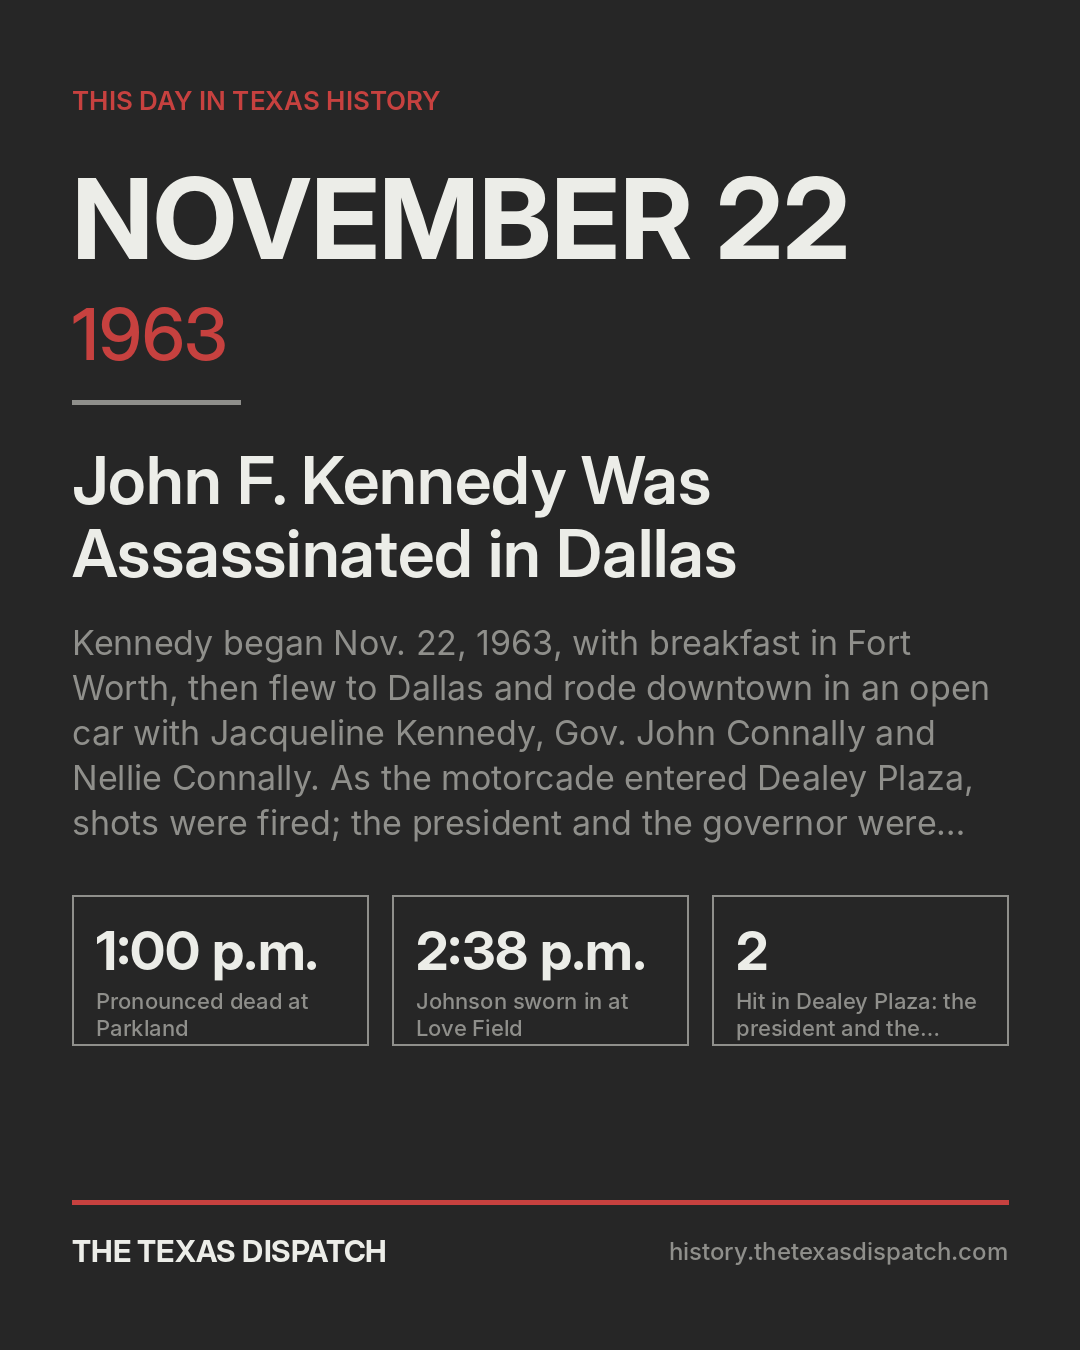 THIS DAY IN TEXAS HISTORY
NOVEMBER 22
1963
John F. Kennedy Was
Assassinated in Dallas
Kennedy began Nov. 22, 1963, with breakfast in Fort
Worth, then flew to Dallas and rode downtown in an open
car with Jacqueline Kennedy, Gov. John Connally and
Nellie Connally. As the motorcade entered Dealey Plaza,
shots were fired; the president and the governor were...
1:00 p.m.
Pronounced dead at
Parkland
2:38 p.m.
Johnson sworn in at
Love Field
2
Hit in Dealey Plaza: the
president and the...
THE TEXAS DISPATCH
history.thetexasdispatch.com